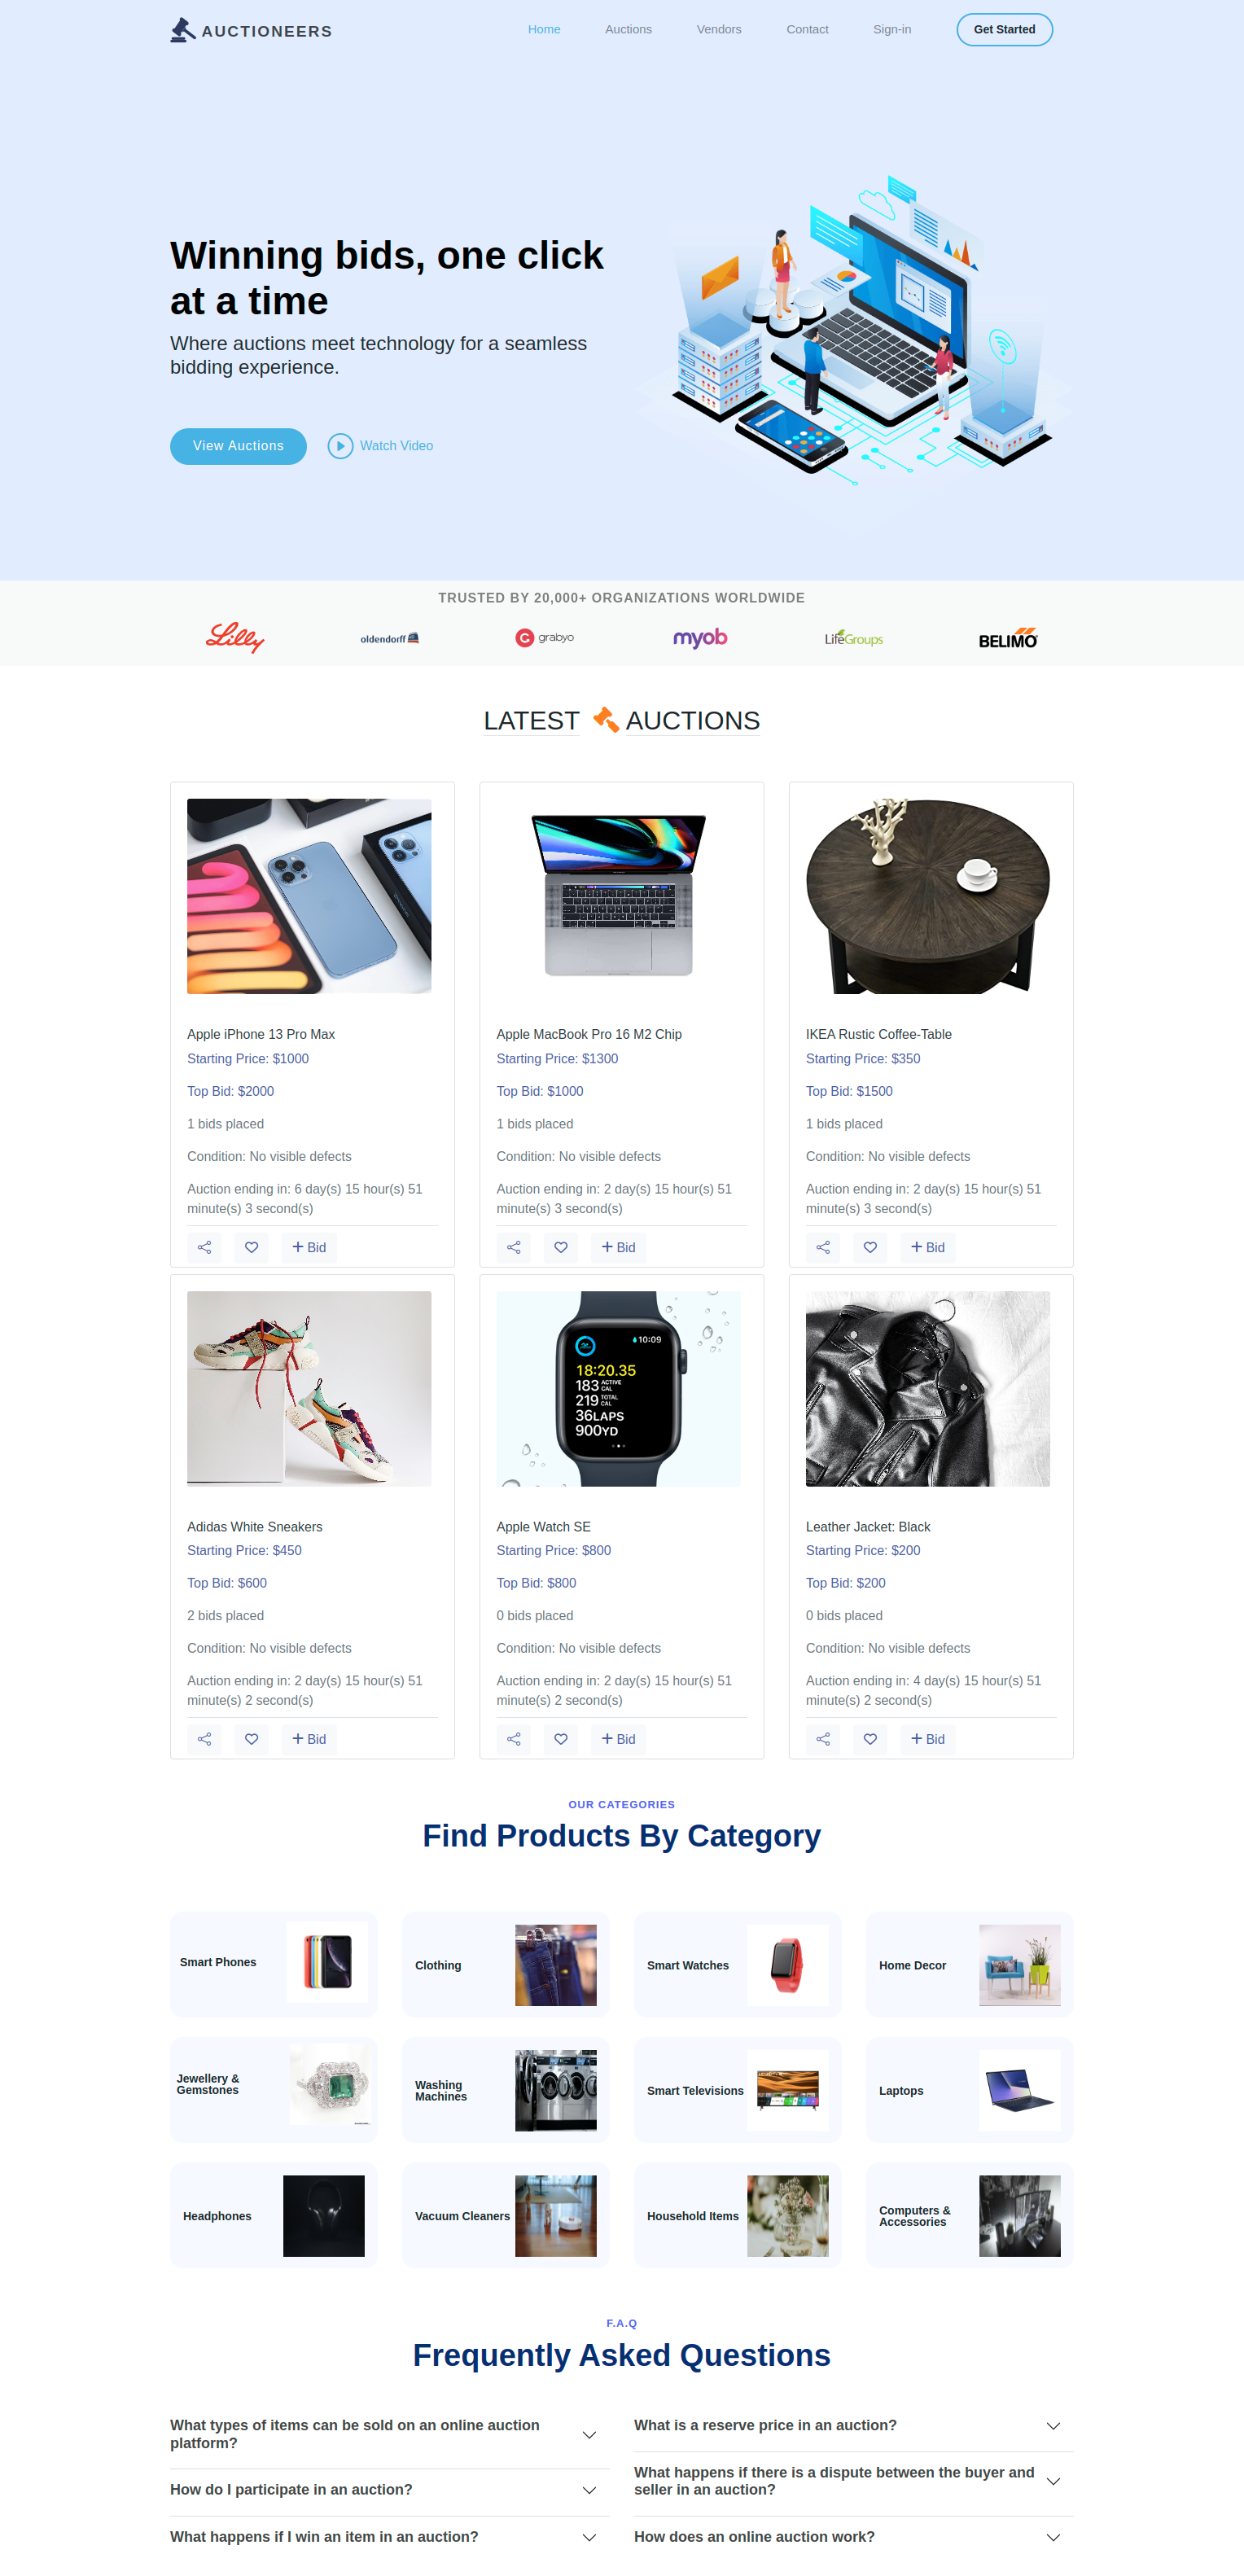 AUCTIONEERS
Home Auctions Vendors Contact Sign-in Get Started
Winning bids, one click
at a time
Where auctions meet technology for a seamless
bidding experience.
View Auctions Watch Video
TRUSTED BY 20,000+ ORGANIZATIONS WORLDWIDE
Lilly oldendorff grabyo myob LifeGroups BELIMO
LATEST AUCTIONS
Apple iPhone 13 Pro Max
Starting Price: $1000
Top Bid: $2000
1 bids placed
Condition: No visible defects
Auction ending in: 6 day(s) 15 hour(s) 51
minute(s) 3 second(s)
Bid
Apple MacBook Pro 16 M2 Chip
Starting Price: $1300
Top Bid: $1000
1 bids placed
Condition: No visible defects
Auction ending in: 2 day(s) 15 hour(s) 51
minute(s) 3 second(s)
Bid
IKEA Rustic Coffee-Table
Starting Price: $350
Top Bid: $1500
1 bids placed
Condition: No visible defects
Auction ending in: 2 day(s) 15 hour(s) 51
minute(s) 3 second(s)
Bid
Adidas White Sneakers
Starting Price: $450
Top Bid: $600
2 bids placed
Condition: No visible defects
Auction ending in: 2 day(s) 15 hour(s) 51
minute(s) 2 second(s)
Bid
10:09
18:20.35
183 ACTIVE CAL
219 TOTAL CAL
36LAPS
900YD
Apple Watch SE
Starting Price: $800
Top Bid: $800
0 bids placed
Condition: No visible defects
Auction ending in: 2 day(s) 15 hour(s) 51
minute(s) 2 second(s)
Bid
Leather Jacket: Black
Starting Price: $200
Top Bid: $200
0 bids placed
Condition: No visible defects
Auction ending in: 4 day(s) 15 hour(s) 51
minute(s) 2 second(s)
Bid
OUR CATEGORIES
Find Products By Category
Smart Phones
Clothing
Smart Watches
Home Decor
Jewellery &
Gemstones
Washing
Machines
Smart Televisions
Laptops
Headphones
Vacuum Cleaners
Household Items
Computers &
Accessories
F.A.Q
Frequently Asked Questions
What types of items can be sold on an online auction
platform?
How do I participate in an auction?
What happens if I win an item in an auction?
What is a reserve price in an auction?
What happens if there is a dispute between the buyer and
seller in an auction?
How does an online auction work?